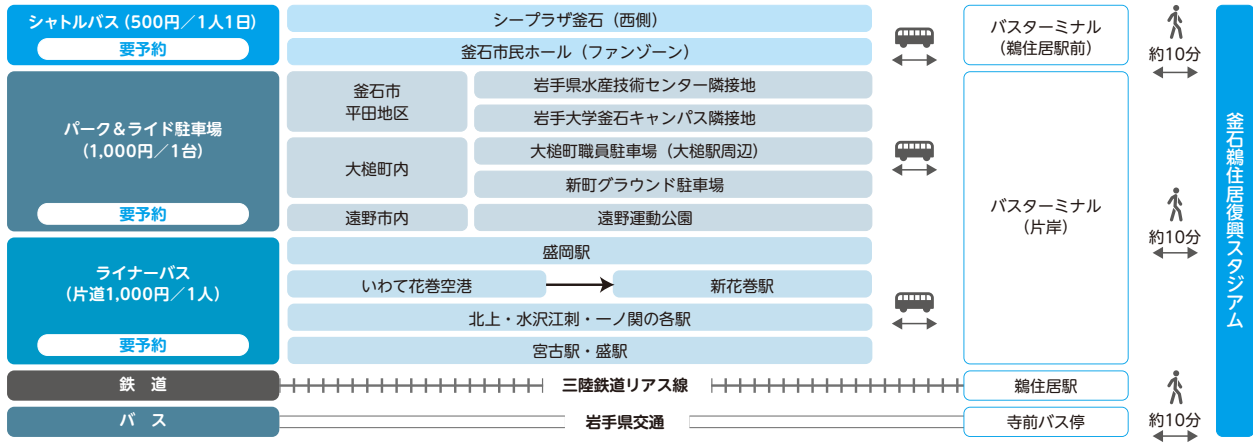 シャトルバス（500円／1人1日）
要予約
シープラザ釜石（西側）
釜石市民ホール（ファンゾーン）
バスターミナル
（鵜住居駅前）
約10分
パーク＆ライド駐車場
（1,000円／1台）
要予約
釜石市
平田地区
岩手県水産技術センター隣接地
岩手大学釜石キャンパス隣接地
大槌町内
大槌町職員駐車場（大槌駅周辺）
新町グラウンド駐車場
遠野市内
遠野運動公園
バスターミナル
（片岸）
約10分
ライナーバス
（片道1,000円／1人）
要予約
盛岡駅
いわて花巻空港
新花巻駅
北上・水沢江刺・一ノ関の各駅
宮古駅・盛駅
鉄　道
三陸鉄道リアス線
鵜住居駅
バ　ス
岩手県交通
寺前バス停
約10分
釜石鵜住居復興スタジアム